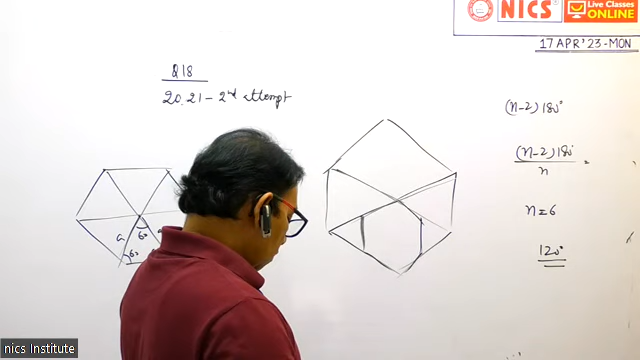 NICS
Live Classes
ONLINE
17 APR'23-MON
Q18
20.21 - 2nd attempt
(n-2) 180°
(n-2) 180°
n
=
n=6
120°
a
60
60
nics Institute